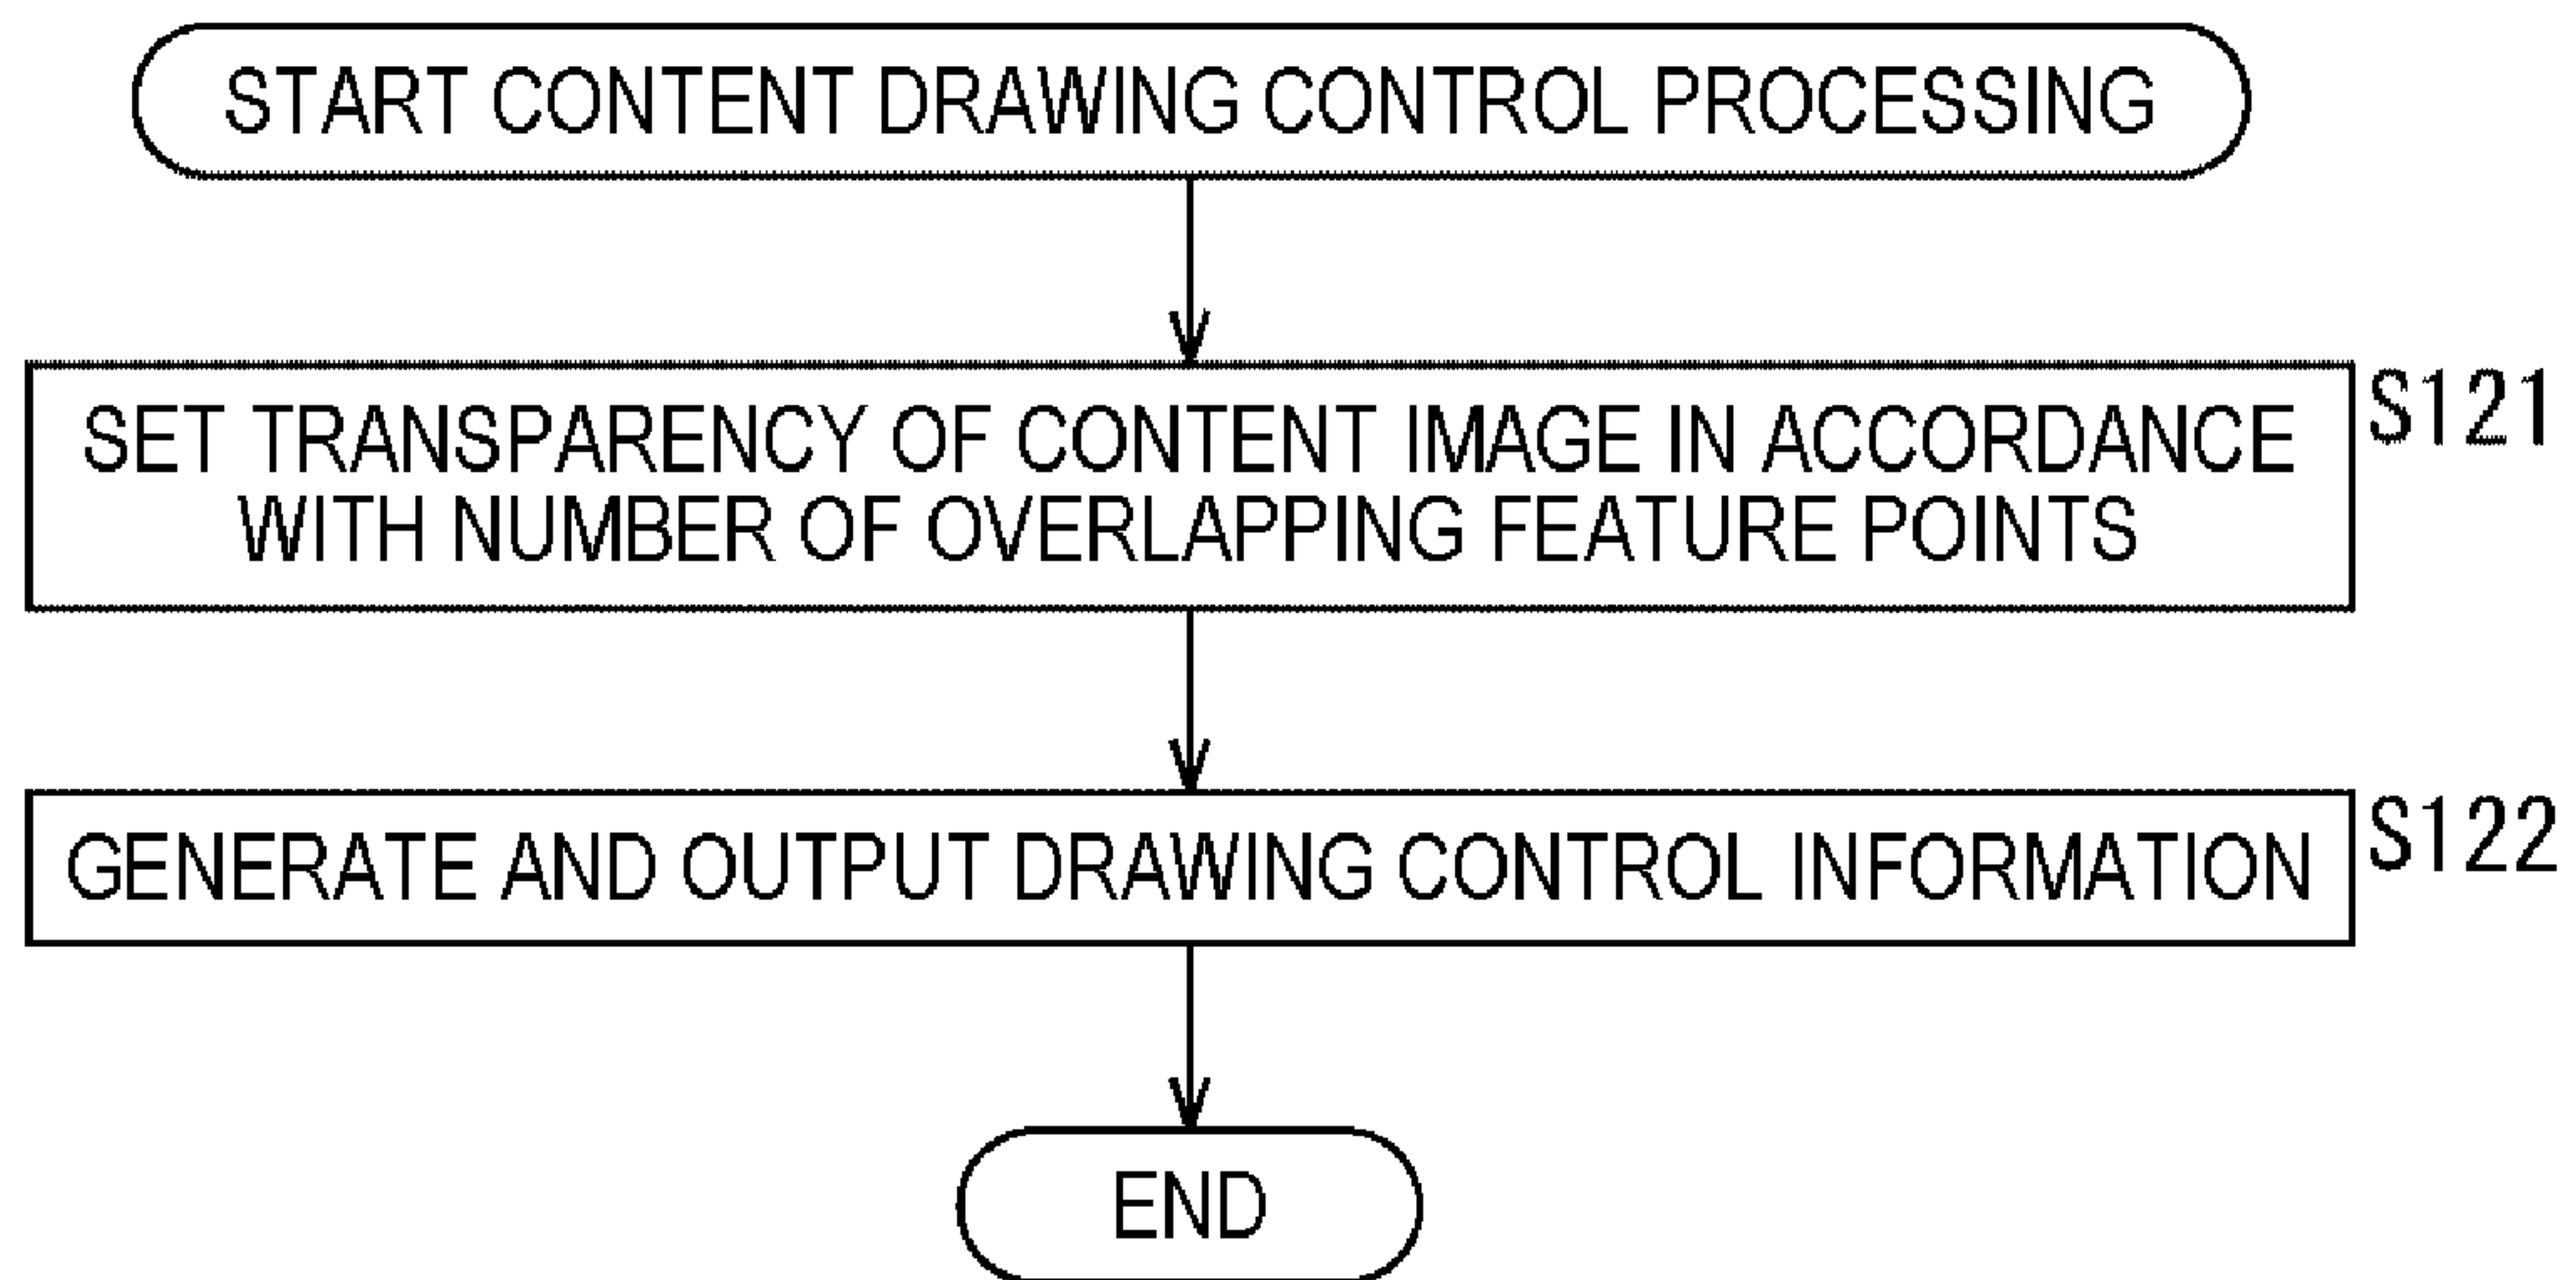 START CONTENT DRAWING CONTROL PROCESSING
SET TRANSPARENCY OF CONTENT IMAGE IN ACCORDANCE
WITH NUMBER OF OVERLAPPING FEATURE POINTS
S121
GENERATE AND OUTPUT DRAWING CONTROL INFORMATION
S122
END